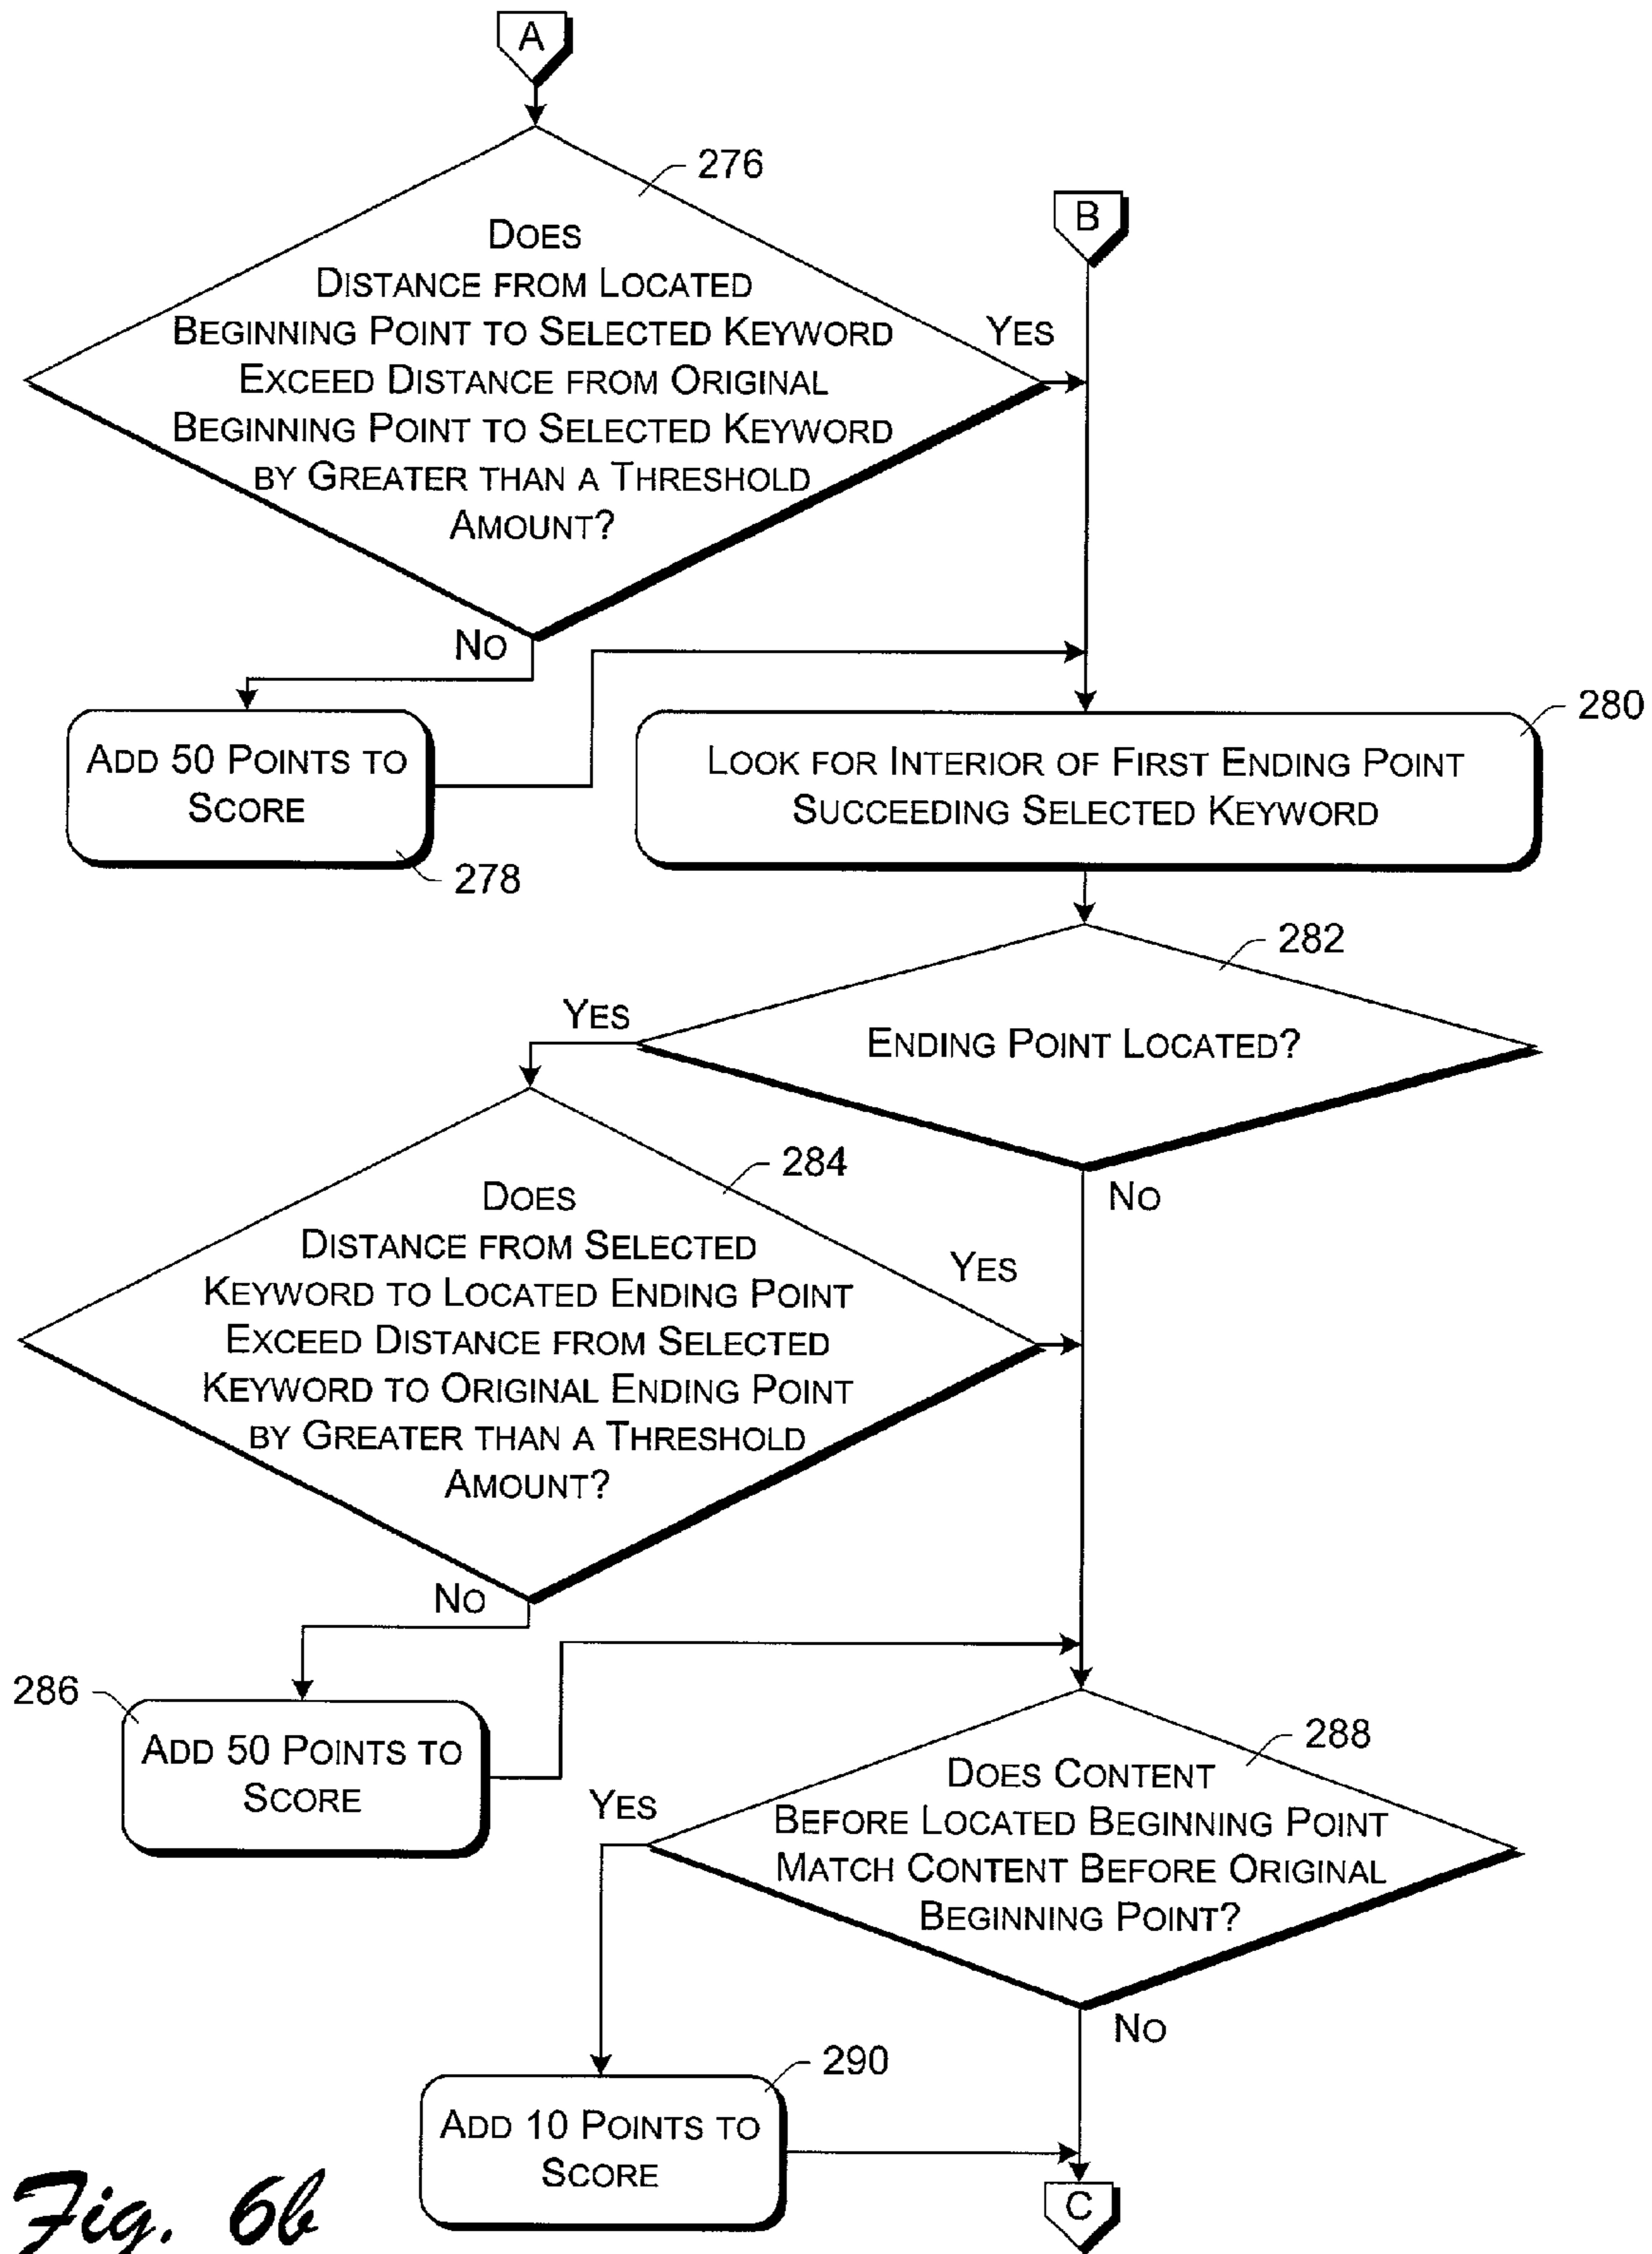 A
276
DOES
DISTANCE FROM LOCATED
BEGINNING POINT TO SELECTED KEYWORD
EXCEED DISTANCE FROM ORIGINAL
BEGINNING POINT TO SELECTED KEYWORD
BY GREATER THAN A THRESHOLD
AMOUNT?
B
YES
NO
ADD 50 POINTS TO
SCORE
278
LOOK FOR INTERIOR OF FIRST ENDING POINT
SUCCEEDING SELECTED KEYWORD
280
282
ENDING POINT LOCATED?
YES
NO
284
DOES
DISTANCE FROM SELECTED
KEYWORD TO LOCATED ENDING POINT
EXCEED DISTANCE FROM SELECTED
KEYWORD TO ORIGINAL ENDING POINT
BY GREATER THAN A THRESHOLD
AMOUNT?
YES
NO
286
ADD 50 POINTS TO
SCORE
288
DOES CONTENT
BEFORE LOCATED BEGINNING POINT
MATCH CONTENT BEFORE ORIGINAL
BEGINNING POINT?
YES
NO
290
ADD 10 POINTS TO
SCORE
C
Fig. 6b